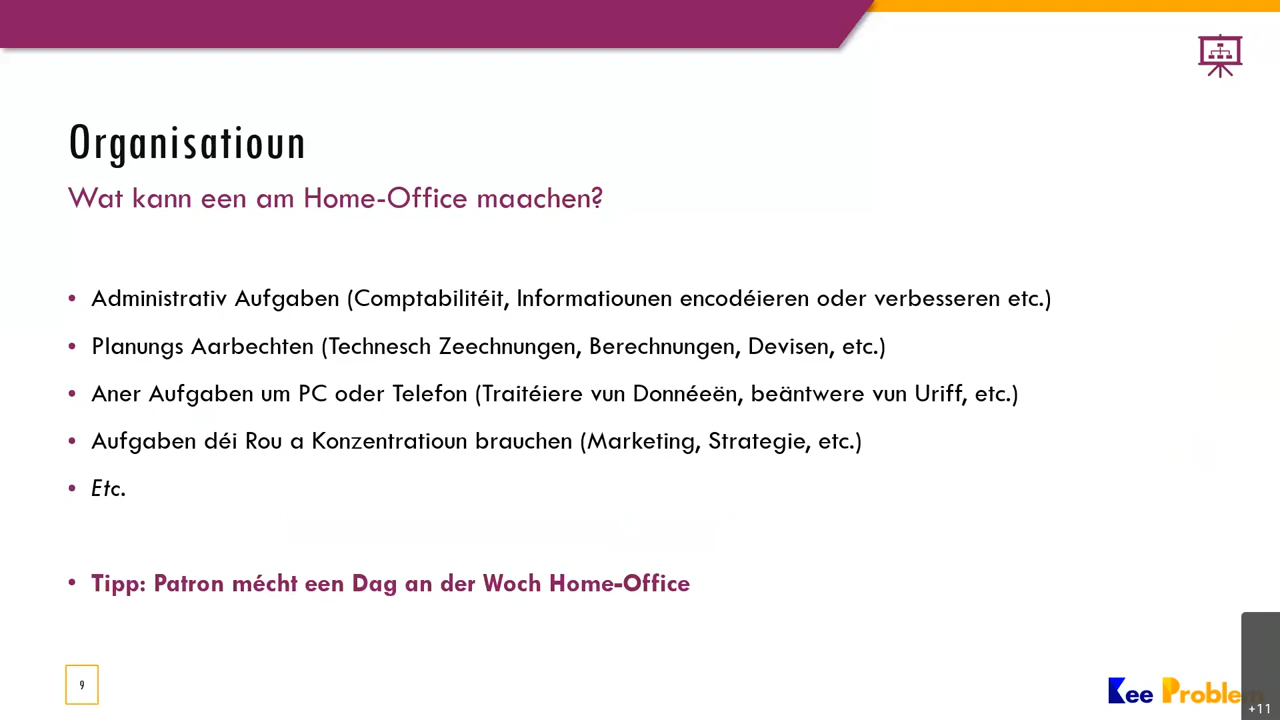 Organisatioun
Wat kann een am Home-Office maachen?
• Administrativ Aufgaben (Comptabilitéit, Informatiounen encodéieren oder verbesseren etc.)
• Planungs Aarbechten (Technesch Zeechnungen, Berechnungen, Devisen, etc.)
• Aner Aufgaben um PC oder Telefon (Traitéiere vun Donnéeën, beäntwere vun Uriff, etc.)
• Aufgaben déi Rou a Konzentratioun brauchen (Marketing, Strategie, etc.)
• Etc.
• Tipp: Patron mécht een Dag an der Woch Home-Office
9
Kee Problem
+11